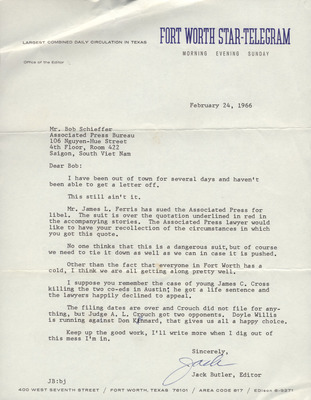 LARGEST COMBINED DAILY CIRCULATION IN TEXAS
FORT WORTH STAR-TELEGRAM
MORNING EVENING SUNDAY
Office of the Editor
February 24, 1966
Mr. Bob Schieffer
Associated Press Bureau
106 Nguyen-Hue Street
4th Floor, Room 422
Saigon, South Viet Nam
Dear Bob:
I have been out of town for several days and haven't
been able to get a letter off.
This still ain't it.
Mr. James L. Ferris has sued the Associated Press for
libel. The suit is over the quotation underlined in red in
the accompanying stories. The Associated Press lawyer would
like to have your recollection of the circumstances in which
you got this quote.
No one thinks that this is a dangerous suit, but of course
we need to tie it down as well as we can in case it is pushed.
Other than the fact that everyone in Fort Worth has a
cold, I think we are all getting along pretty well.
I suppose you remember the case of young James C. Cross
killing the two co-eds in Austin; he got a life sentence and
the lawyers happily declined to appeal.
The filing dates are over and Crouch did not file for any-
thing, but Judge A. L. Crouch got two opponents. Doyle Willis
is running against Don Kennard, that gives us all a happy choice.
Keep up the good work, I'll write more when I dig out of
this mess I'm in.
Sincerely,
Jack
Jack Butler, Editor
JB:bj
400 WEST SEVENTH STREET / FORT WORTH, TEXAS 76101 / AREA CODE 817 / EDison 6-9271